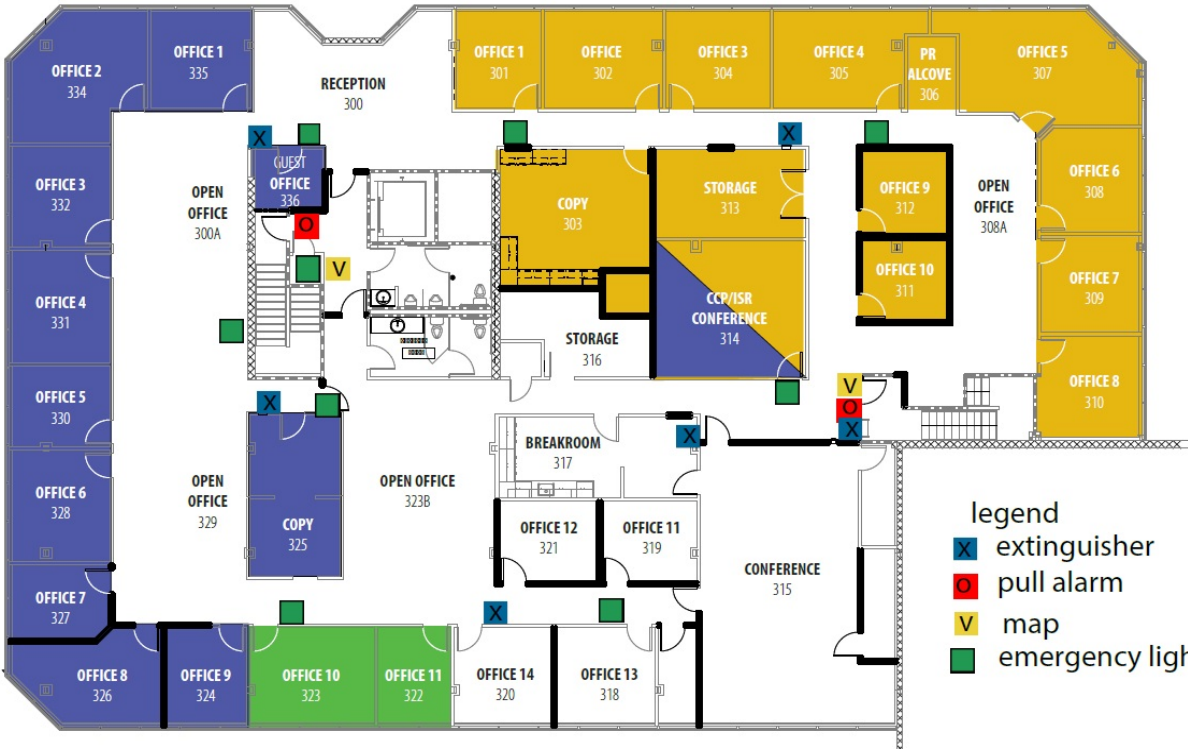 OFFICE 2
334
OFFICE 1
335
RECEPTION
300
OFFICE 1
301
OFFICE
302
OFFICE 3
304
OFFICE 4
305
PR
ALCOVE
306
OFFICE 5
307
X
X
GUEST
OFFICE
336
OFFICE 3
332
OPEN
OFFICE
300A
O
V
COPY
303
STORAGE
313
OFFICE 9
312
OPEN
OFFICE
308A
OFFICE 6
308
OFFICE 4
331
CCP/ISR
CONFERENCE
314
OFFICE 10
311
OFFICE 7
309
STORAGE
316
OFFICE 5
330
X
V
O
X
OFFICE 8
310
BREAKROOM
317
X
OFFICE 6
328
OPEN
OFFICE
329
OPEN OFFICE
323B
COPY
325
OFFICE 12
321
OFFICE 11
319
CONFERENCE
315
OFFICE 7
327
X
OFFICE 8
326
OFFICE 9
324
OFFICE 10
323
OFFICE 11
322
OFFICE 14
320
OFFICE 13
318
legend
X extinguisher
O pull alarm
V map
emergency ligh